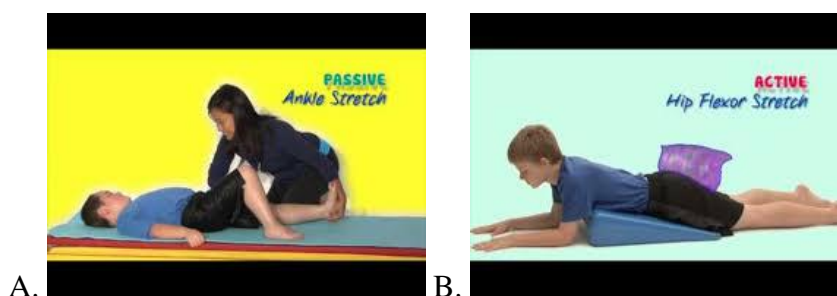 PASSIVE
Ankle Stretch
ACTIVE
Hip Flexor Stretch
A.
B.